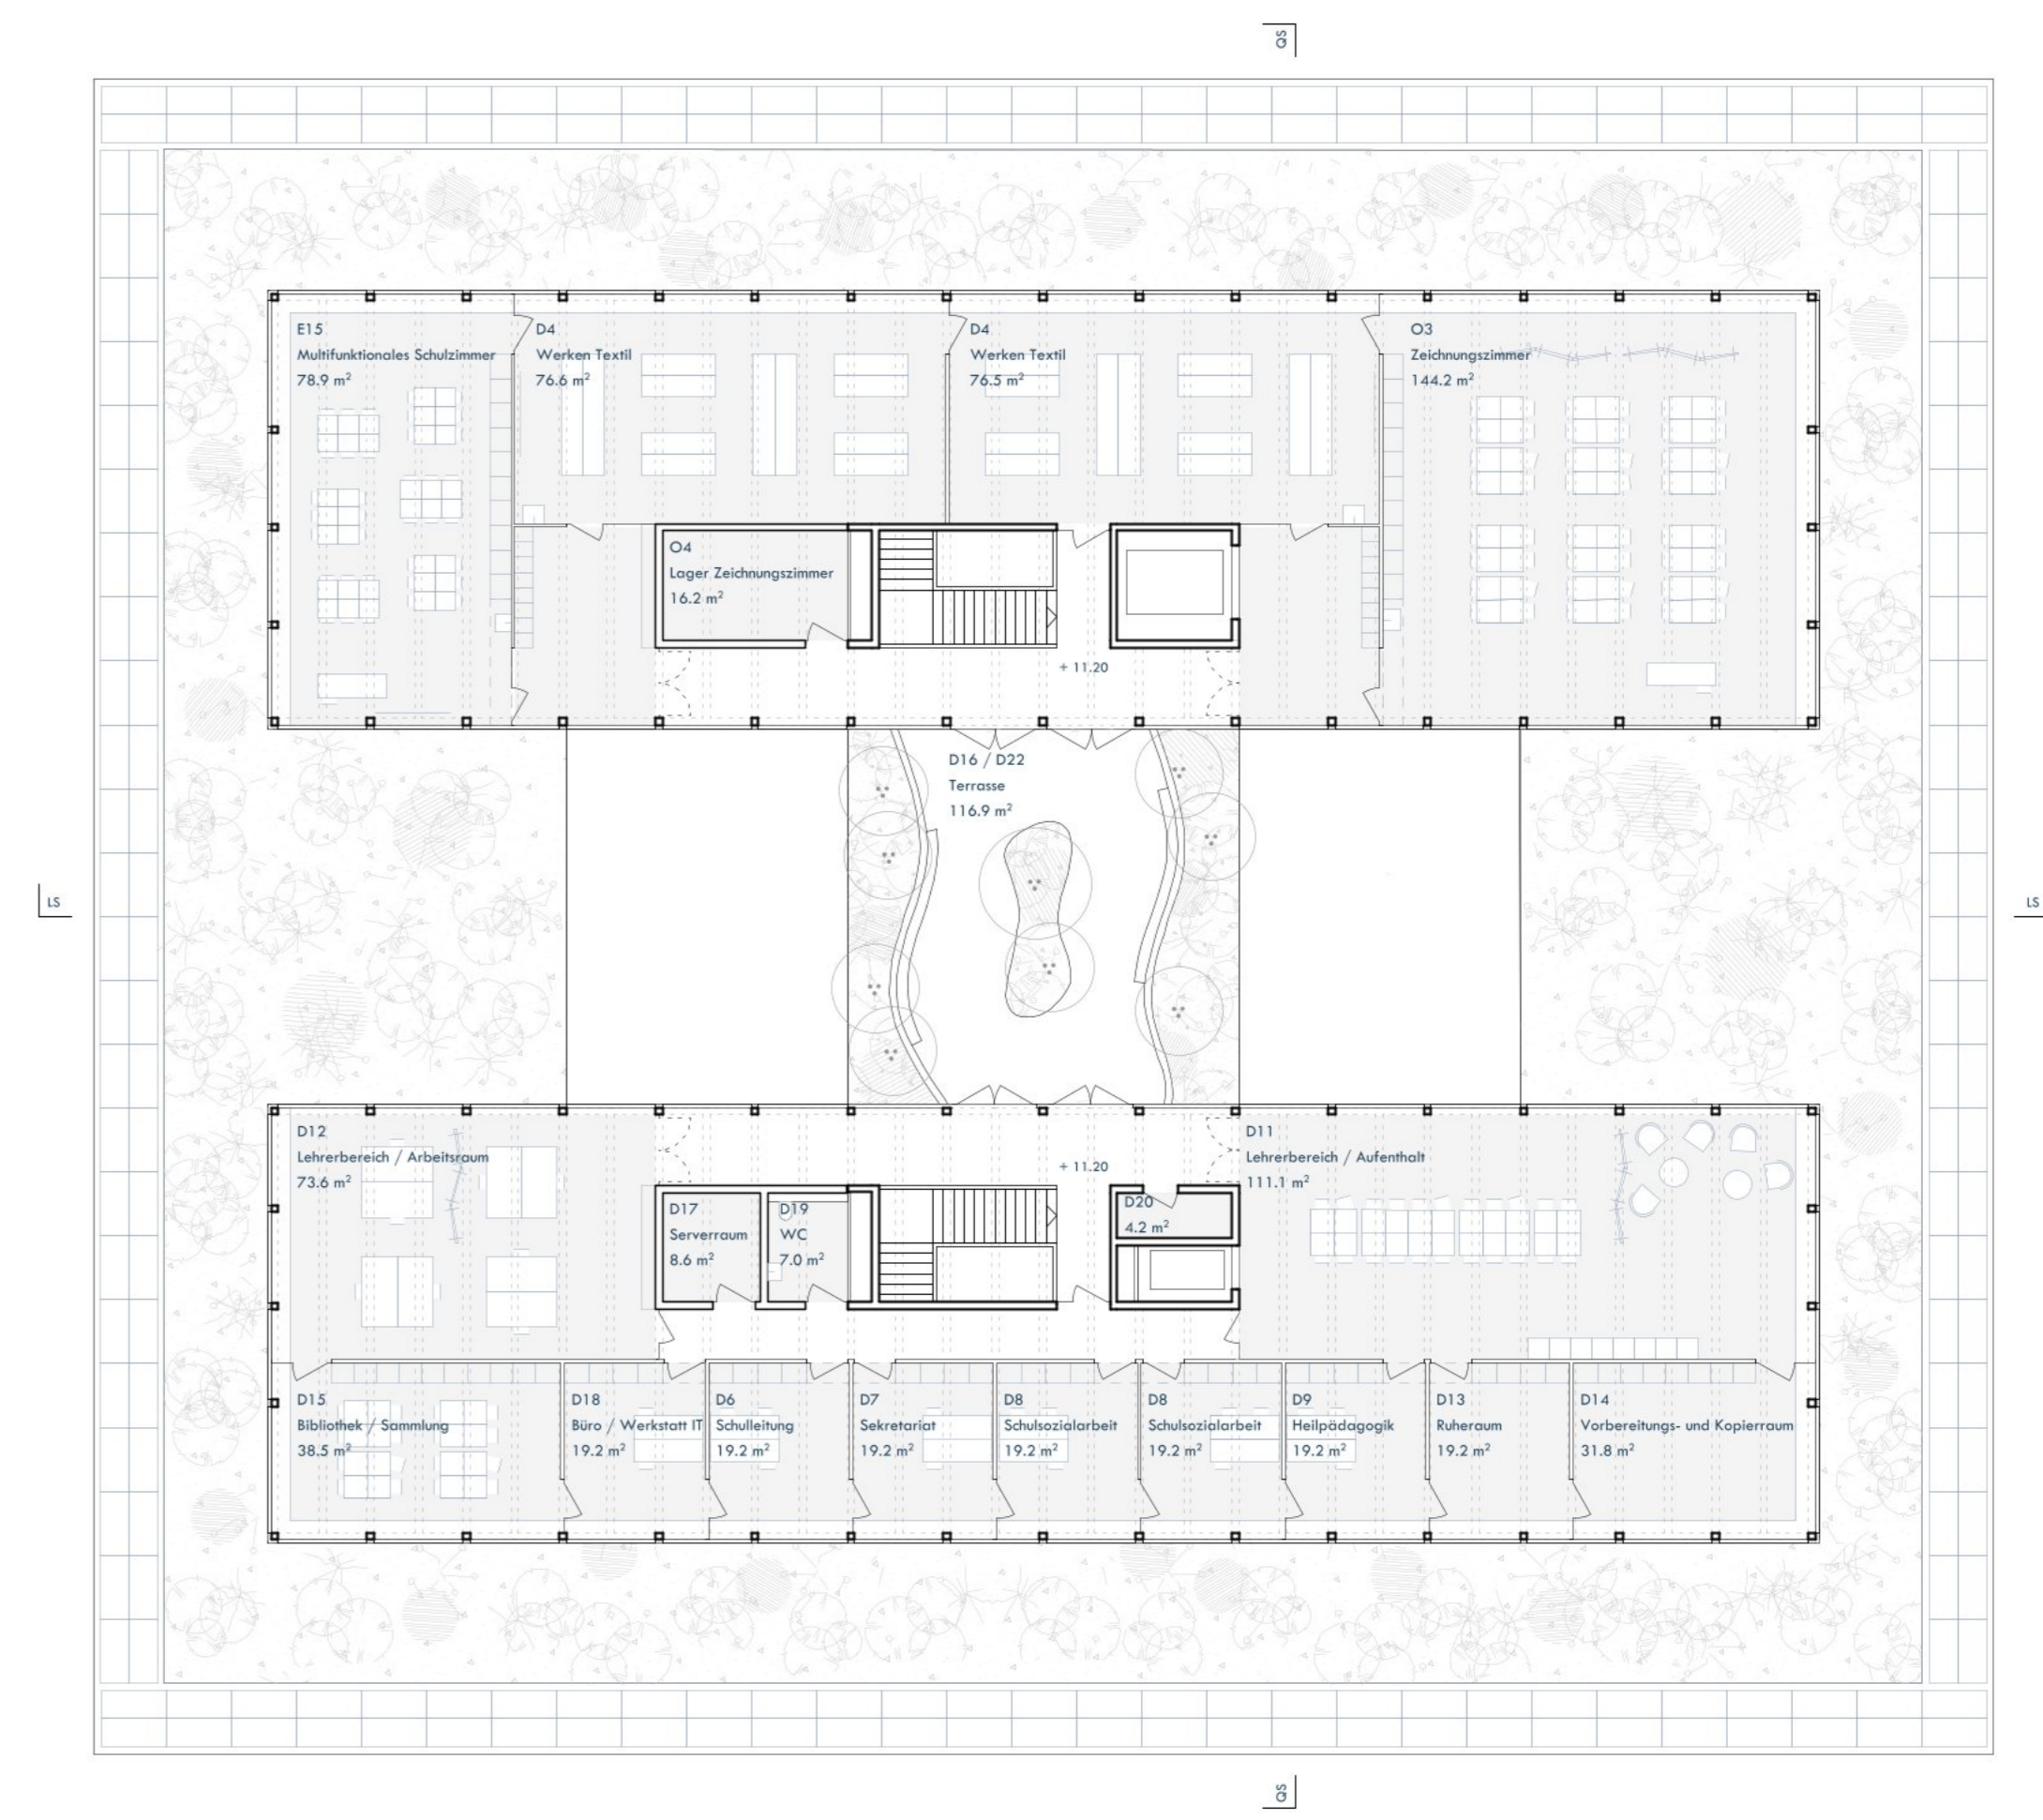 QS
E15
Multifunktionales Schulzimmer
78.9 m²
D4
Werken Textil
76.6 m²
D4
Werken Textil
76.5 m²
O3
Zeichnungszimmer
144.2 m²
O4
Lager Zeichnungszimmer
16.2 m²
+ 11.20
D16 / D22
Terrasse
116.9 m²
LS
LS
D12
Lehrerbereich / Arbeitsraum
73.6 m²
+ 11.20
D11
Lehrerbereich / Aufenthalt
111.1 m²
D17
Serverraum
8.6 m²
D19
WC
7.0 m²
D20
4.2 m²
D15
Bibliothek / Sammlung
38.5 m²
D18
Büro / Werkstatt IT
19.2 m²
D6
Schulleitung
19.2 m²
D7
Sekretariat
19.2 m²
D8
Schulsozialarbeit
19.2 m²
D8
Schulsozialarbeit
19.2 m²
D9
Heilpädagogik
19.2 m²
D13
Ruheraum
19.2 m²
D14
Vorbereitungs- und Kopierraum
31.8 m²
QS